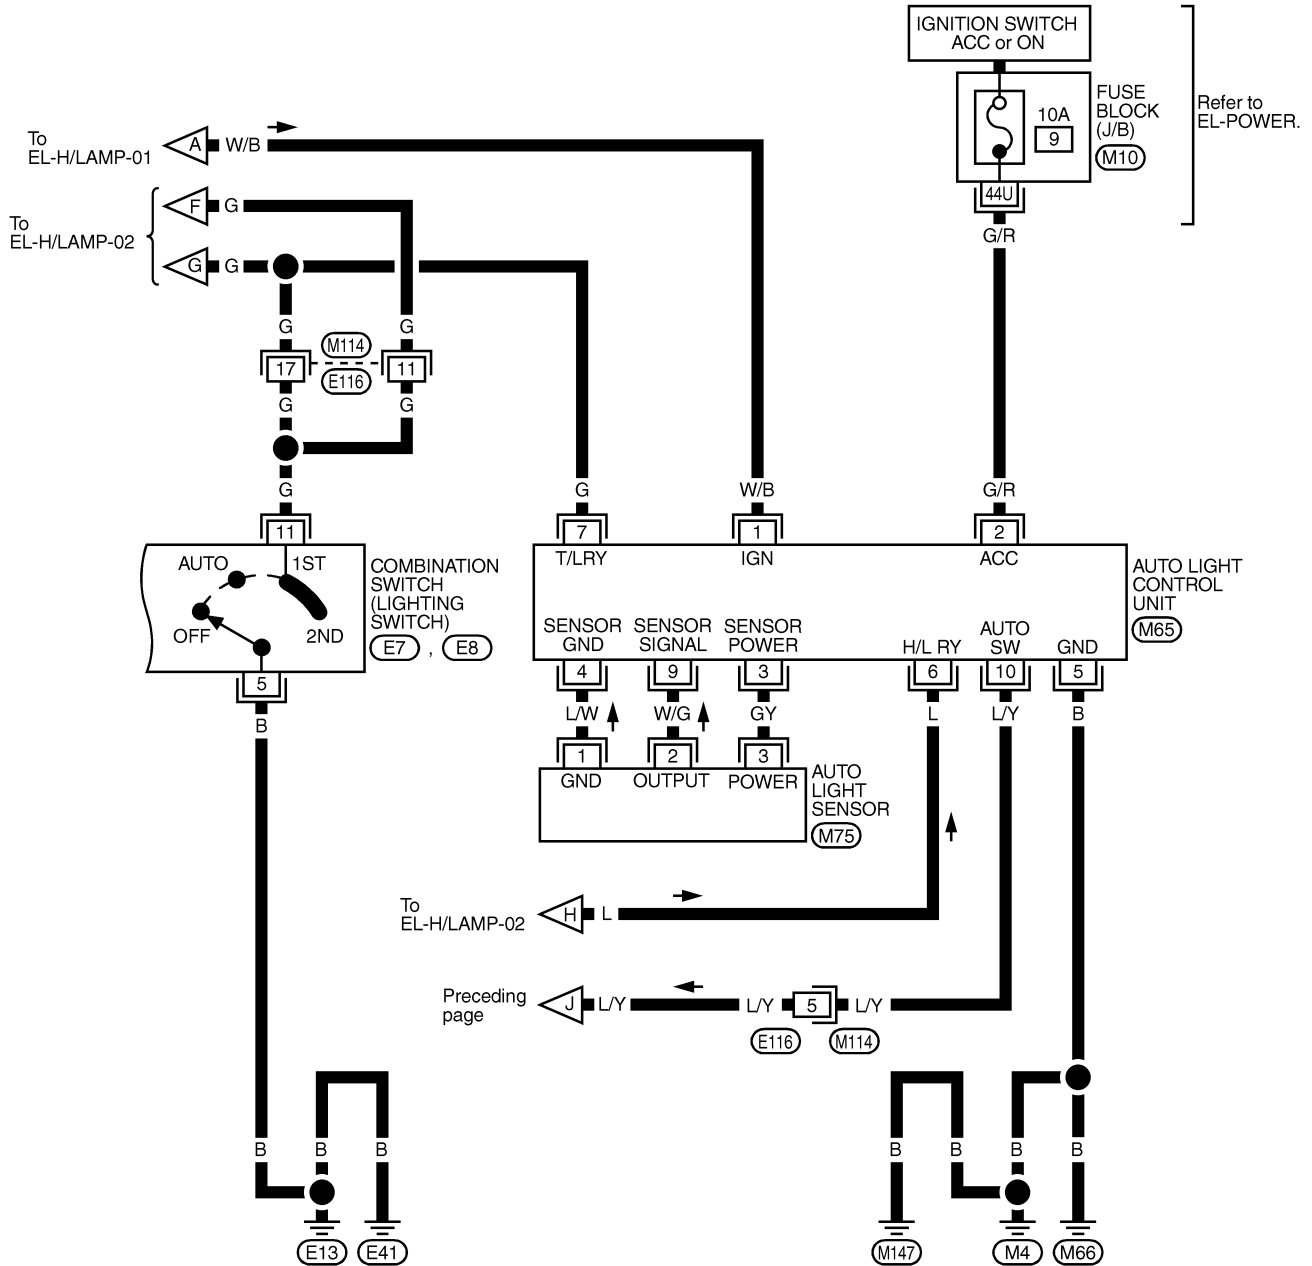 IGNITION SWITCH
ACC or ON
FUSE
BLOCK
(J/B)
M10
10A
9
Refer to
EL-POWER.
44U
G/R
To
EL-H/LAMP-01
A
W/B
To
EL-H/LAMP-02
F
G
G
G
G
G
M114
17
11
E116
G
G
G
G
W/B
G/R
11
7
1
2
AUTO
1ST
OFF
2ND
COMBINATION
SWITCH
(LIGHTING
SWITCH)
E7 , E8
T/LRY
IGN
ACC
AUTO LIGHT
CONTROL
UNIT
M65
SENSOR
GND
SENSOR
SIGNAL
SENSOR
POWER
H/L RY
AUTO
SW
GND
5
4
9
3
6
10
5
B
L/W
W/G
GY
L
L/Y
B
1
2
3
GND
OUTPUT
POWER
AUTO
LIGHT
SENSOR
M75
To
EL-H/LAMP-02
H
L
Preceding
page
J
L/Y
L/Y
5
L/Y
E116
M114
B
B
B
B
B
B
B
E13
E41
M147
M4
M66